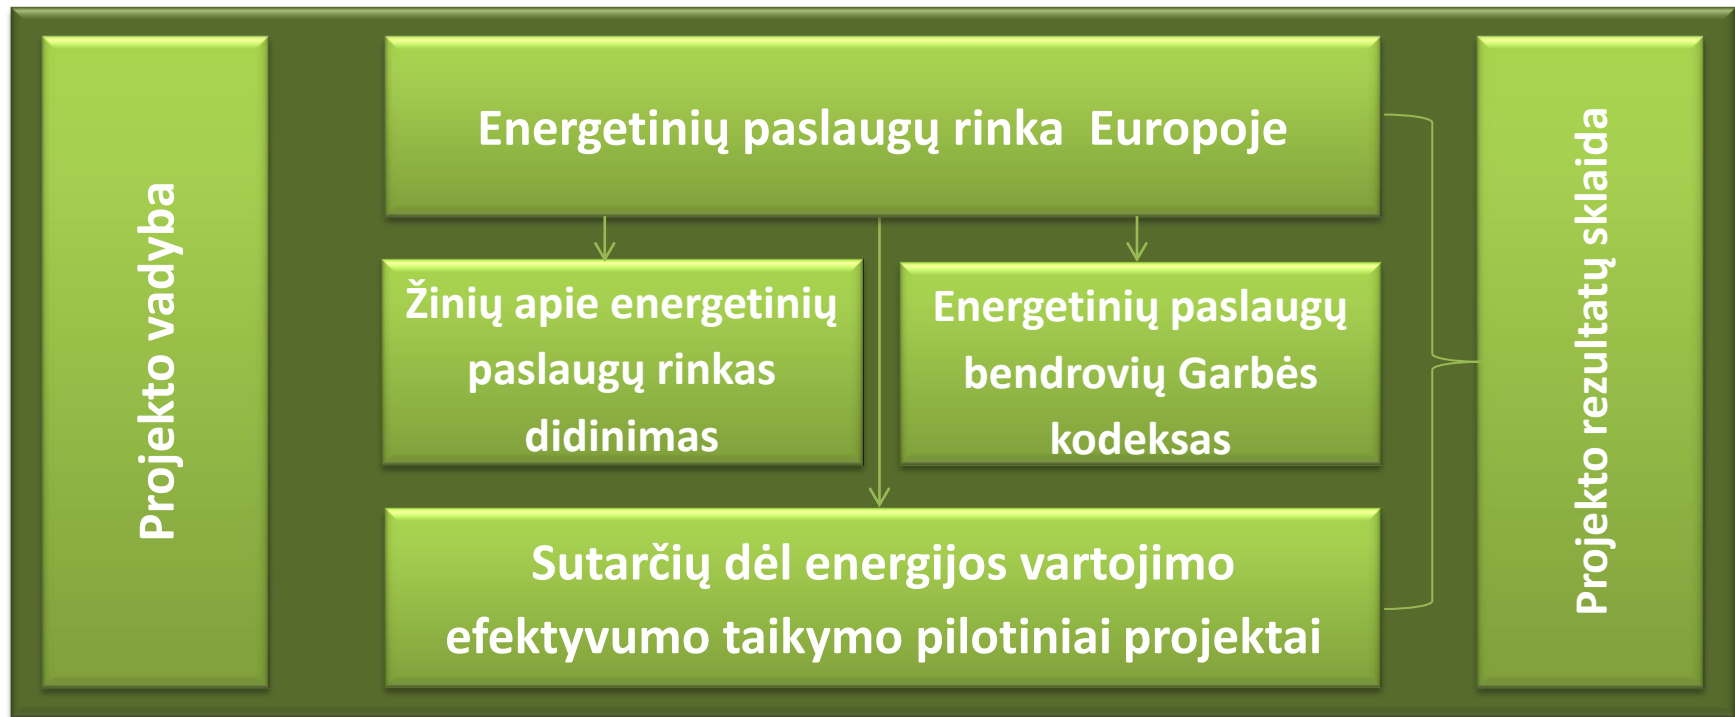 Projekto vadyba
Energetinių paslaugų rinka  Europoje
Žinių apie energetinių
paslaugų rinkas
didinimas
Energetinių paslaugų
bendrovių Garbės
kodeksas
Sutarčių dėl energijos vartojimo
efektyvumo taikymo pilotiniai projektai
Projekto rezultatų sklaida